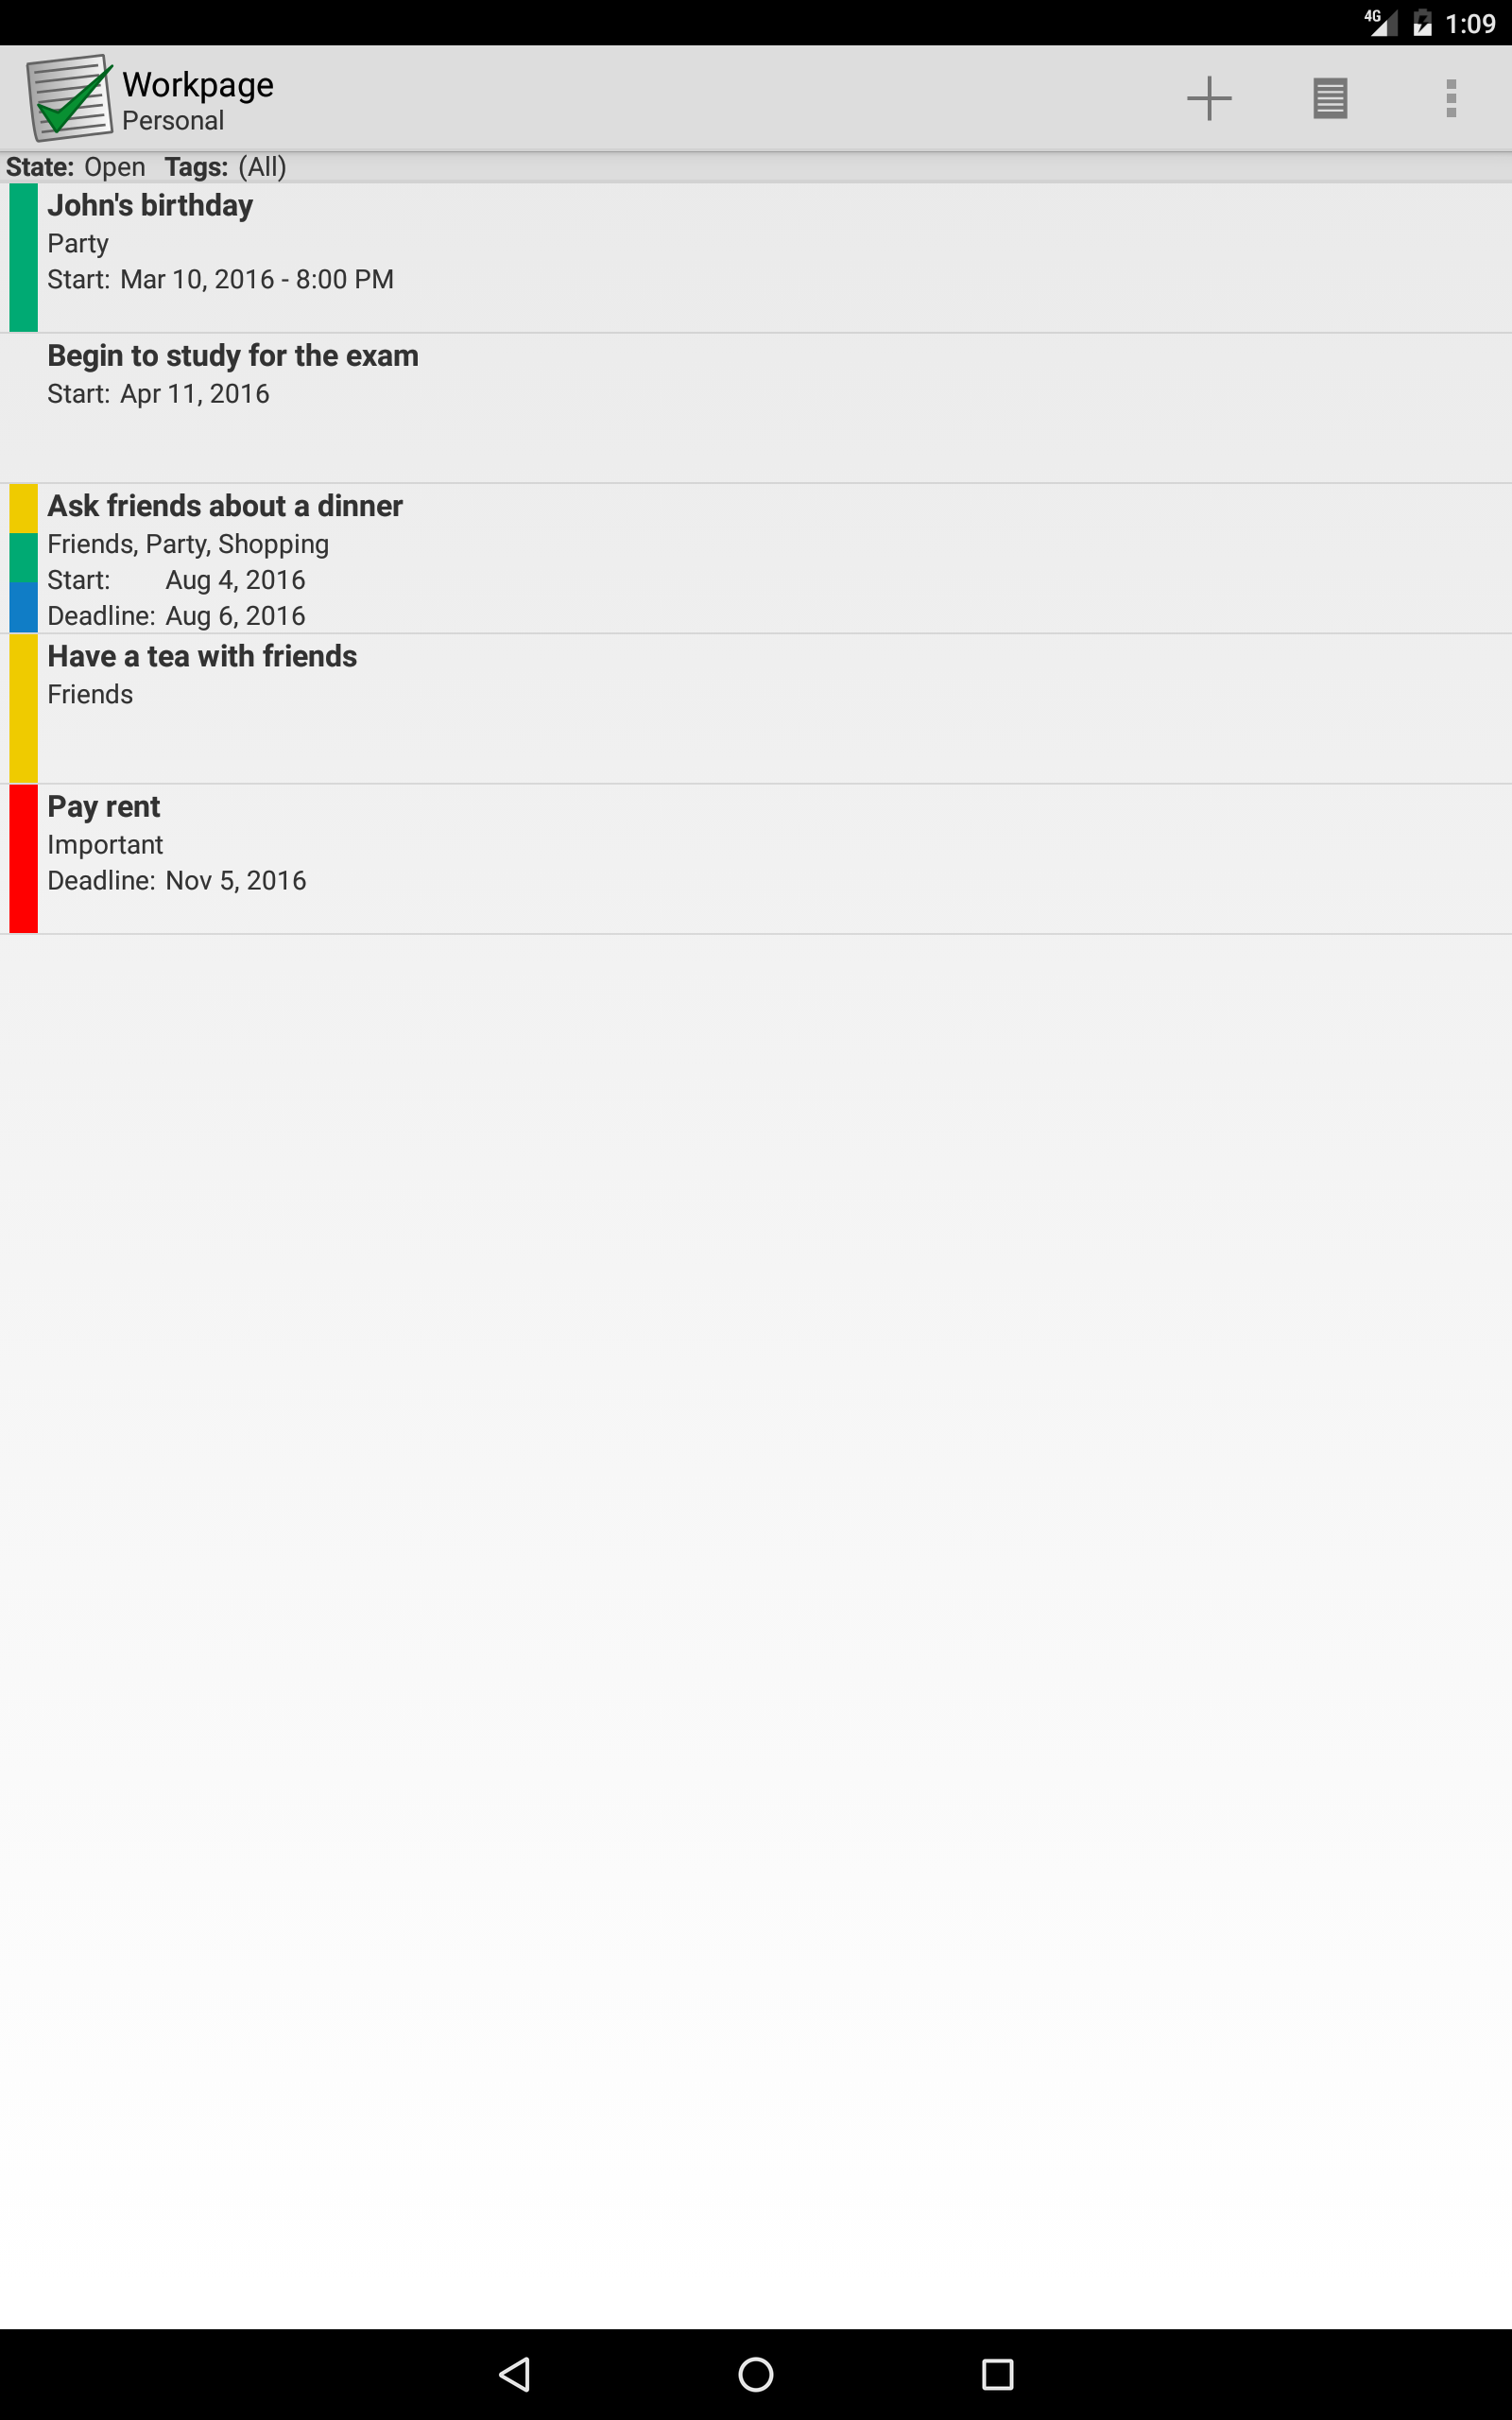 4G 1:09
Workpage
Personal
State: Open Tags: (All)
John's birthday
Party
Start: Mar 10, 2016 - 8:00 PM
Begin to study for the exam
Start: Apr 11, 2016
Ask friends about a dinner
Friends, Party, Shopping
Start: Aug 4, 2016
Deadline: Aug 6, 2016
Have a tea with friends
Friends
Pay rent
Important
Deadline: Nov 5, 2016